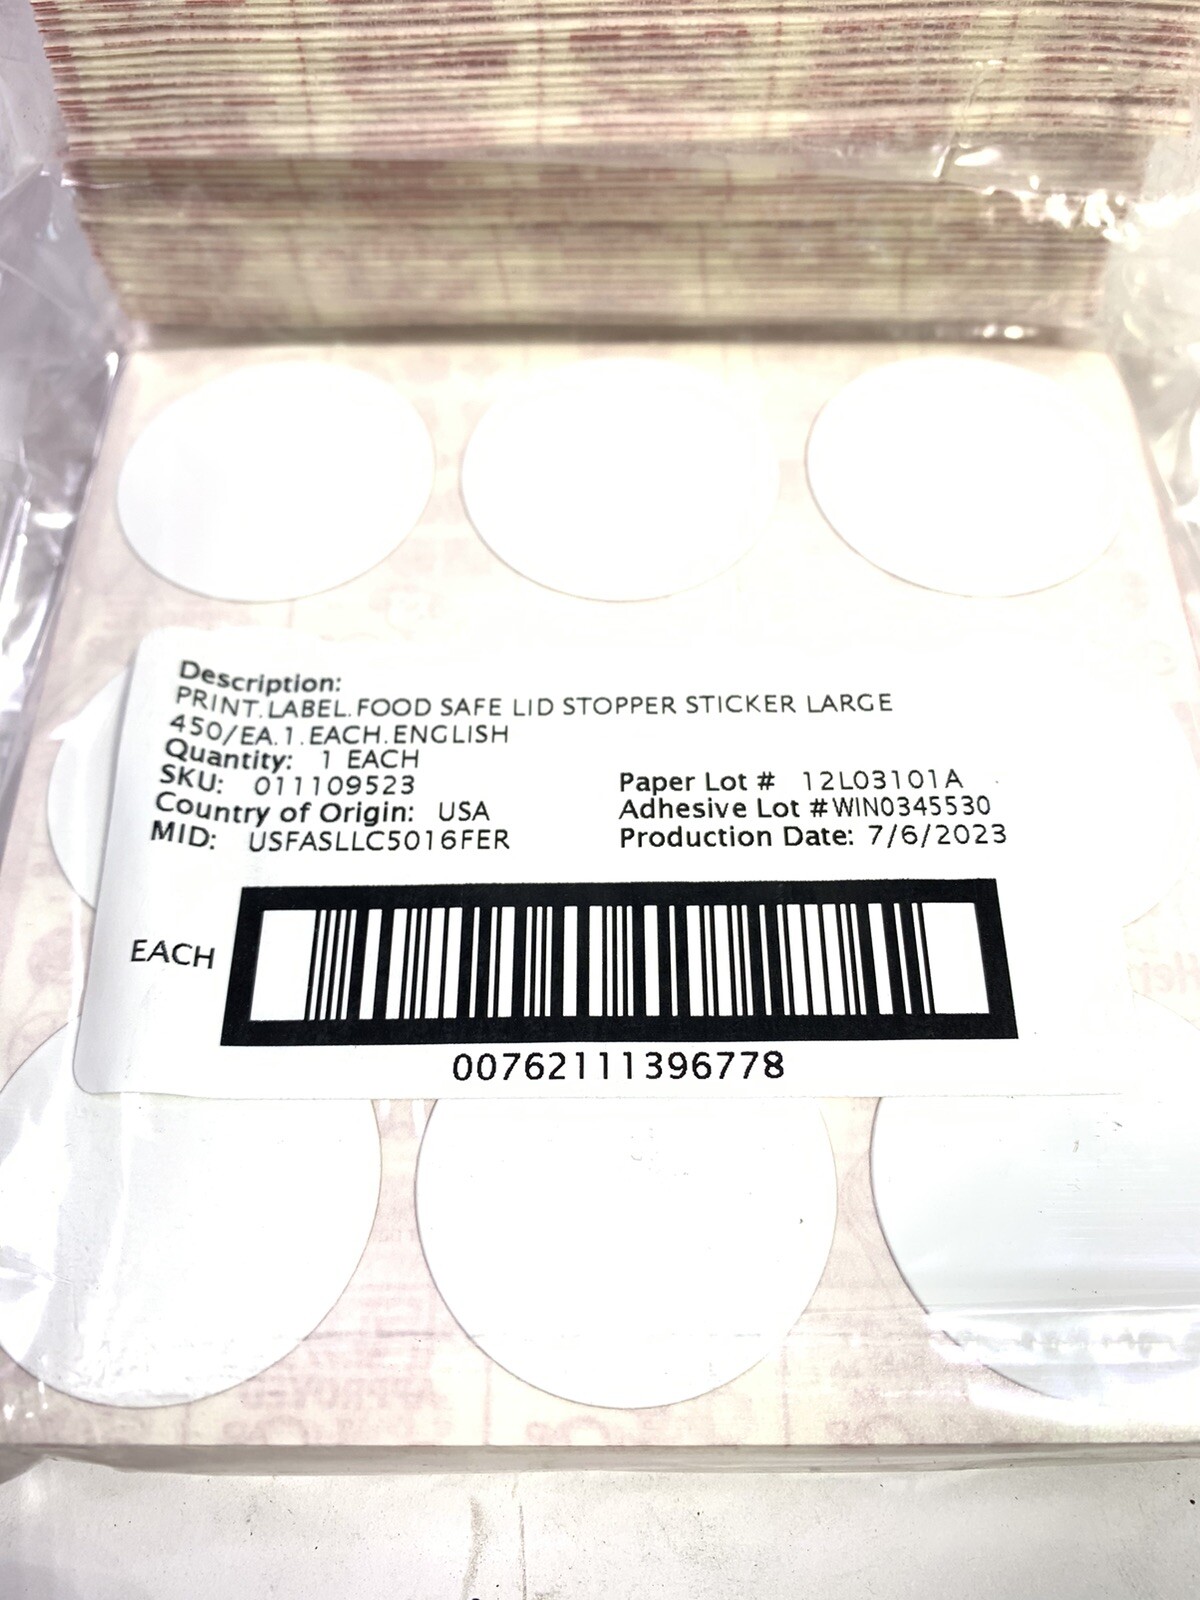 Description:
PRINT.LABEL.FOOD SAFE LID STOPPER STICKER LARGE
450/EA.1.EACH.ENGLISH
Quantity: 1 EACH
SKU: 011109523
Country of Origin: USA
MID: USFASLLC5016FER
Paper Lot # 12L03101A
Adhesive Lot #WIN0345530
Production Date: 7/6/2023
EACH
00762111396778